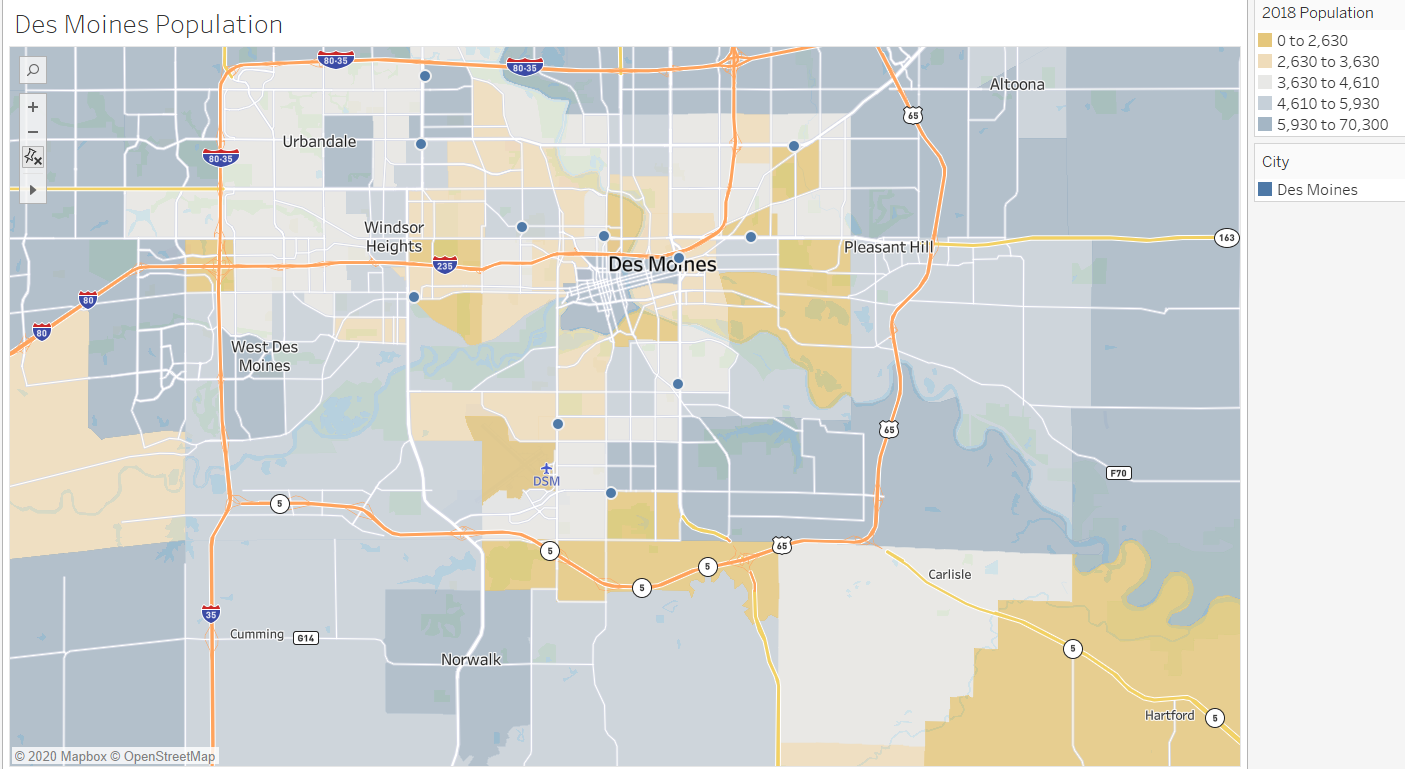 Des Moines Population
80-35
80-35
Altoona
65
Urbandale
80-35
Windsor
Heights
Pleasant Hill
163
235
Des Moines
80
80
West Des
Moines
65
F70
DSM
5
5
65
5
5
Carlisle
35
Cumming
G14
5
Norwalk
Hartford
5
© 2020 Mapbox © OpenStreetMap
2018 Population
0 to 2,630
2,630 to 3,630
3,630 to 4,610
4,610 to 5,930
5,930 to 70,300
City
Des Moines